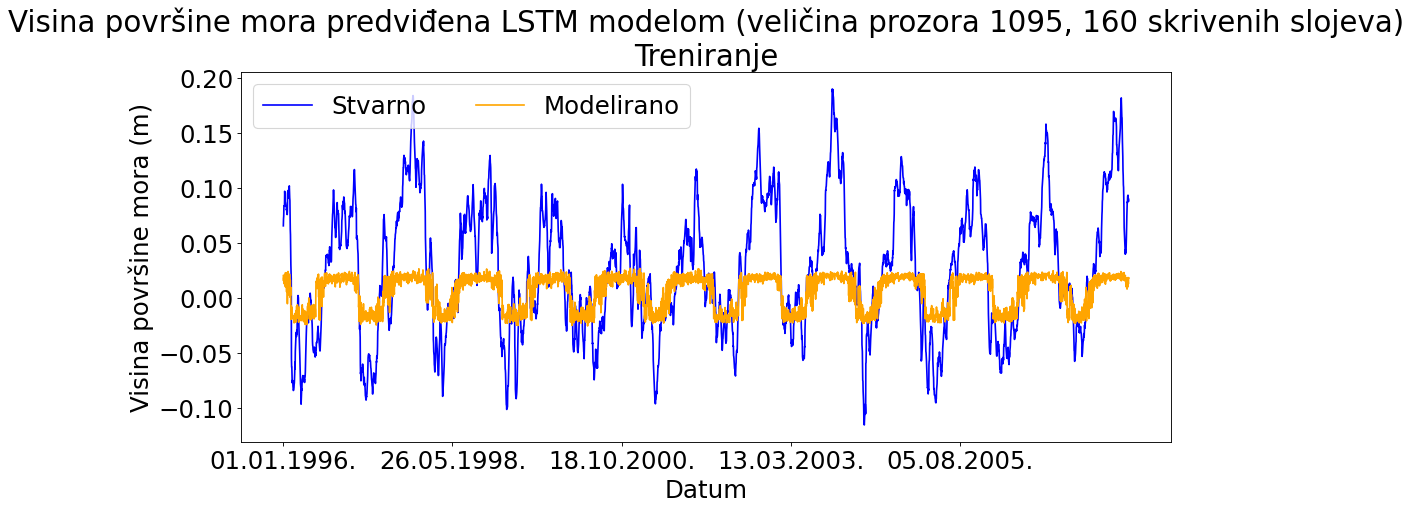 Visina površine mora predviđena LSTM modelom (veličina prozora 1095, 160 skrivenih slojeva)
Treniranje
Stvarno Modelirano
Visina površine mora (m)
0.20
0.15
0.10
0.05
0.00
−0.05
−0.10
01.01.1996. 26.05.1998. 18.10.2000. 13.03.2003. 05.08.2005.
Datum